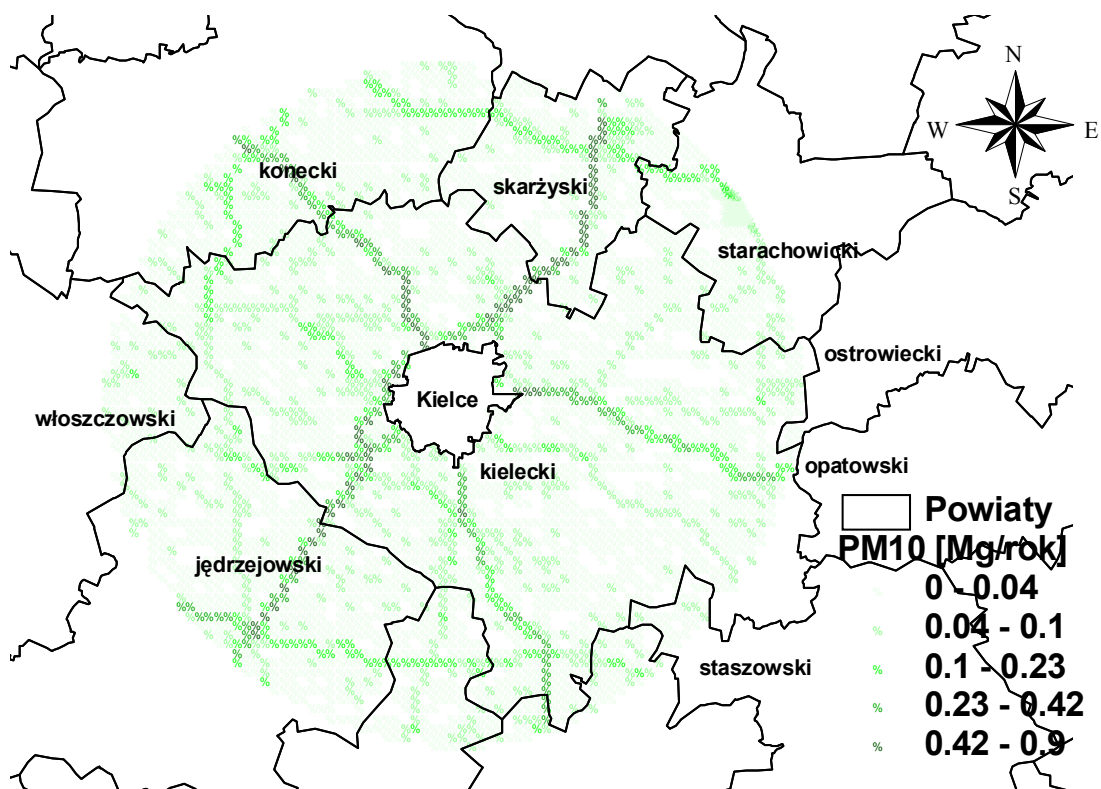 N
W E
S
konecki
skarżyski
starachowicki
ostrowiecki
Kielce
włoszczowski
kielecki
opatowski
Powiaty
PM10 [Mg/rok]
jędrzejowski
0 - 0.04
0.04 - 0.1
0.1 - 0.23
staszowski
0.23 - 0.42
0.42 - 0.9